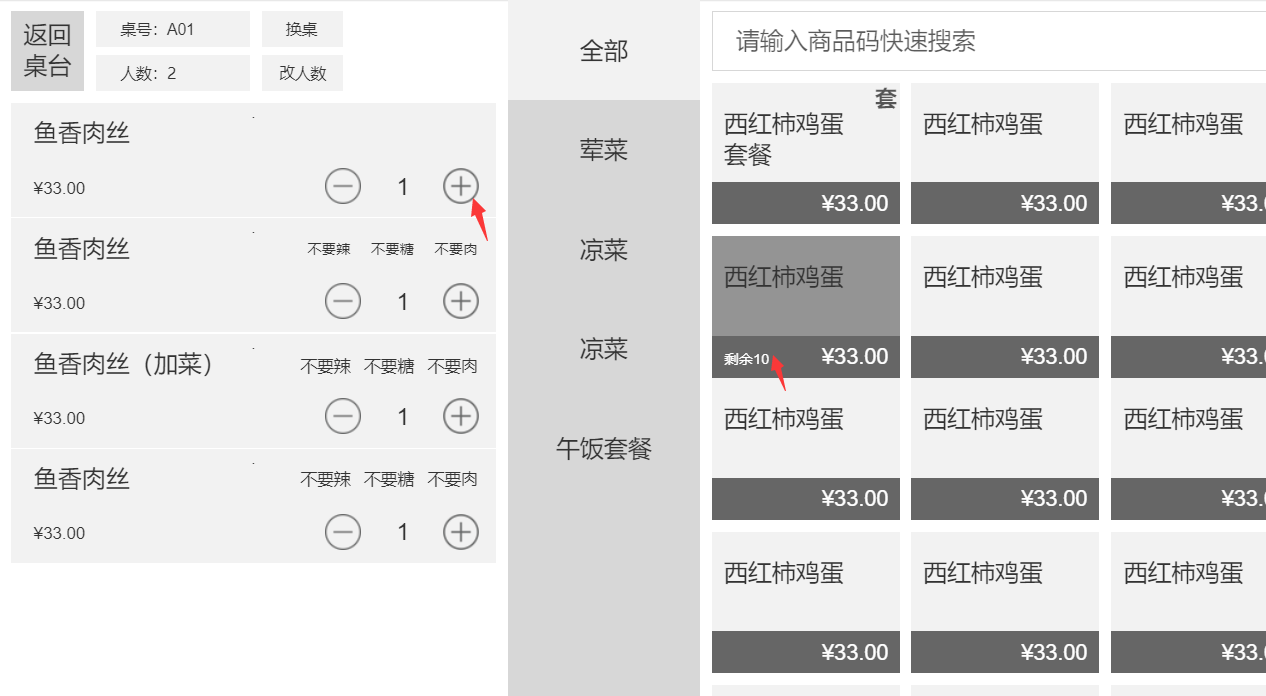 返回
桌台
桌号：A01
换桌
人数：2
改人数
鱼香肉丝
¥33.00
1
鱼香肉丝
不要辣 不要糖 不要肉
¥33.00
1
鱼香肉丝（加菜）
不要辣 不要糖 不要肉
¥33.00
1
鱼香肉丝
不要辣 不要糖 不要肉
¥33.00
1
全部
荤菜
凉菜
凉菜
午饭套餐
请输入商品码快速搜索
套
西红柿鸡蛋
套餐
¥33.00
西红柿鸡蛋
¥33.00
西红柿鸡蛋
¥33.
西红柿鸡蛋
剩余10
¥33.00
西红柿鸡蛋
¥33.00
西红柿鸡蛋
¥33.
西红柿鸡蛋
¥33.00
西红柿鸡蛋
¥33.00
西红柿鸡蛋
¥33.
西红柿鸡蛋
¥33.00
西红柿鸡蛋
¥33.00
西红柿鸡蛋
¥33.